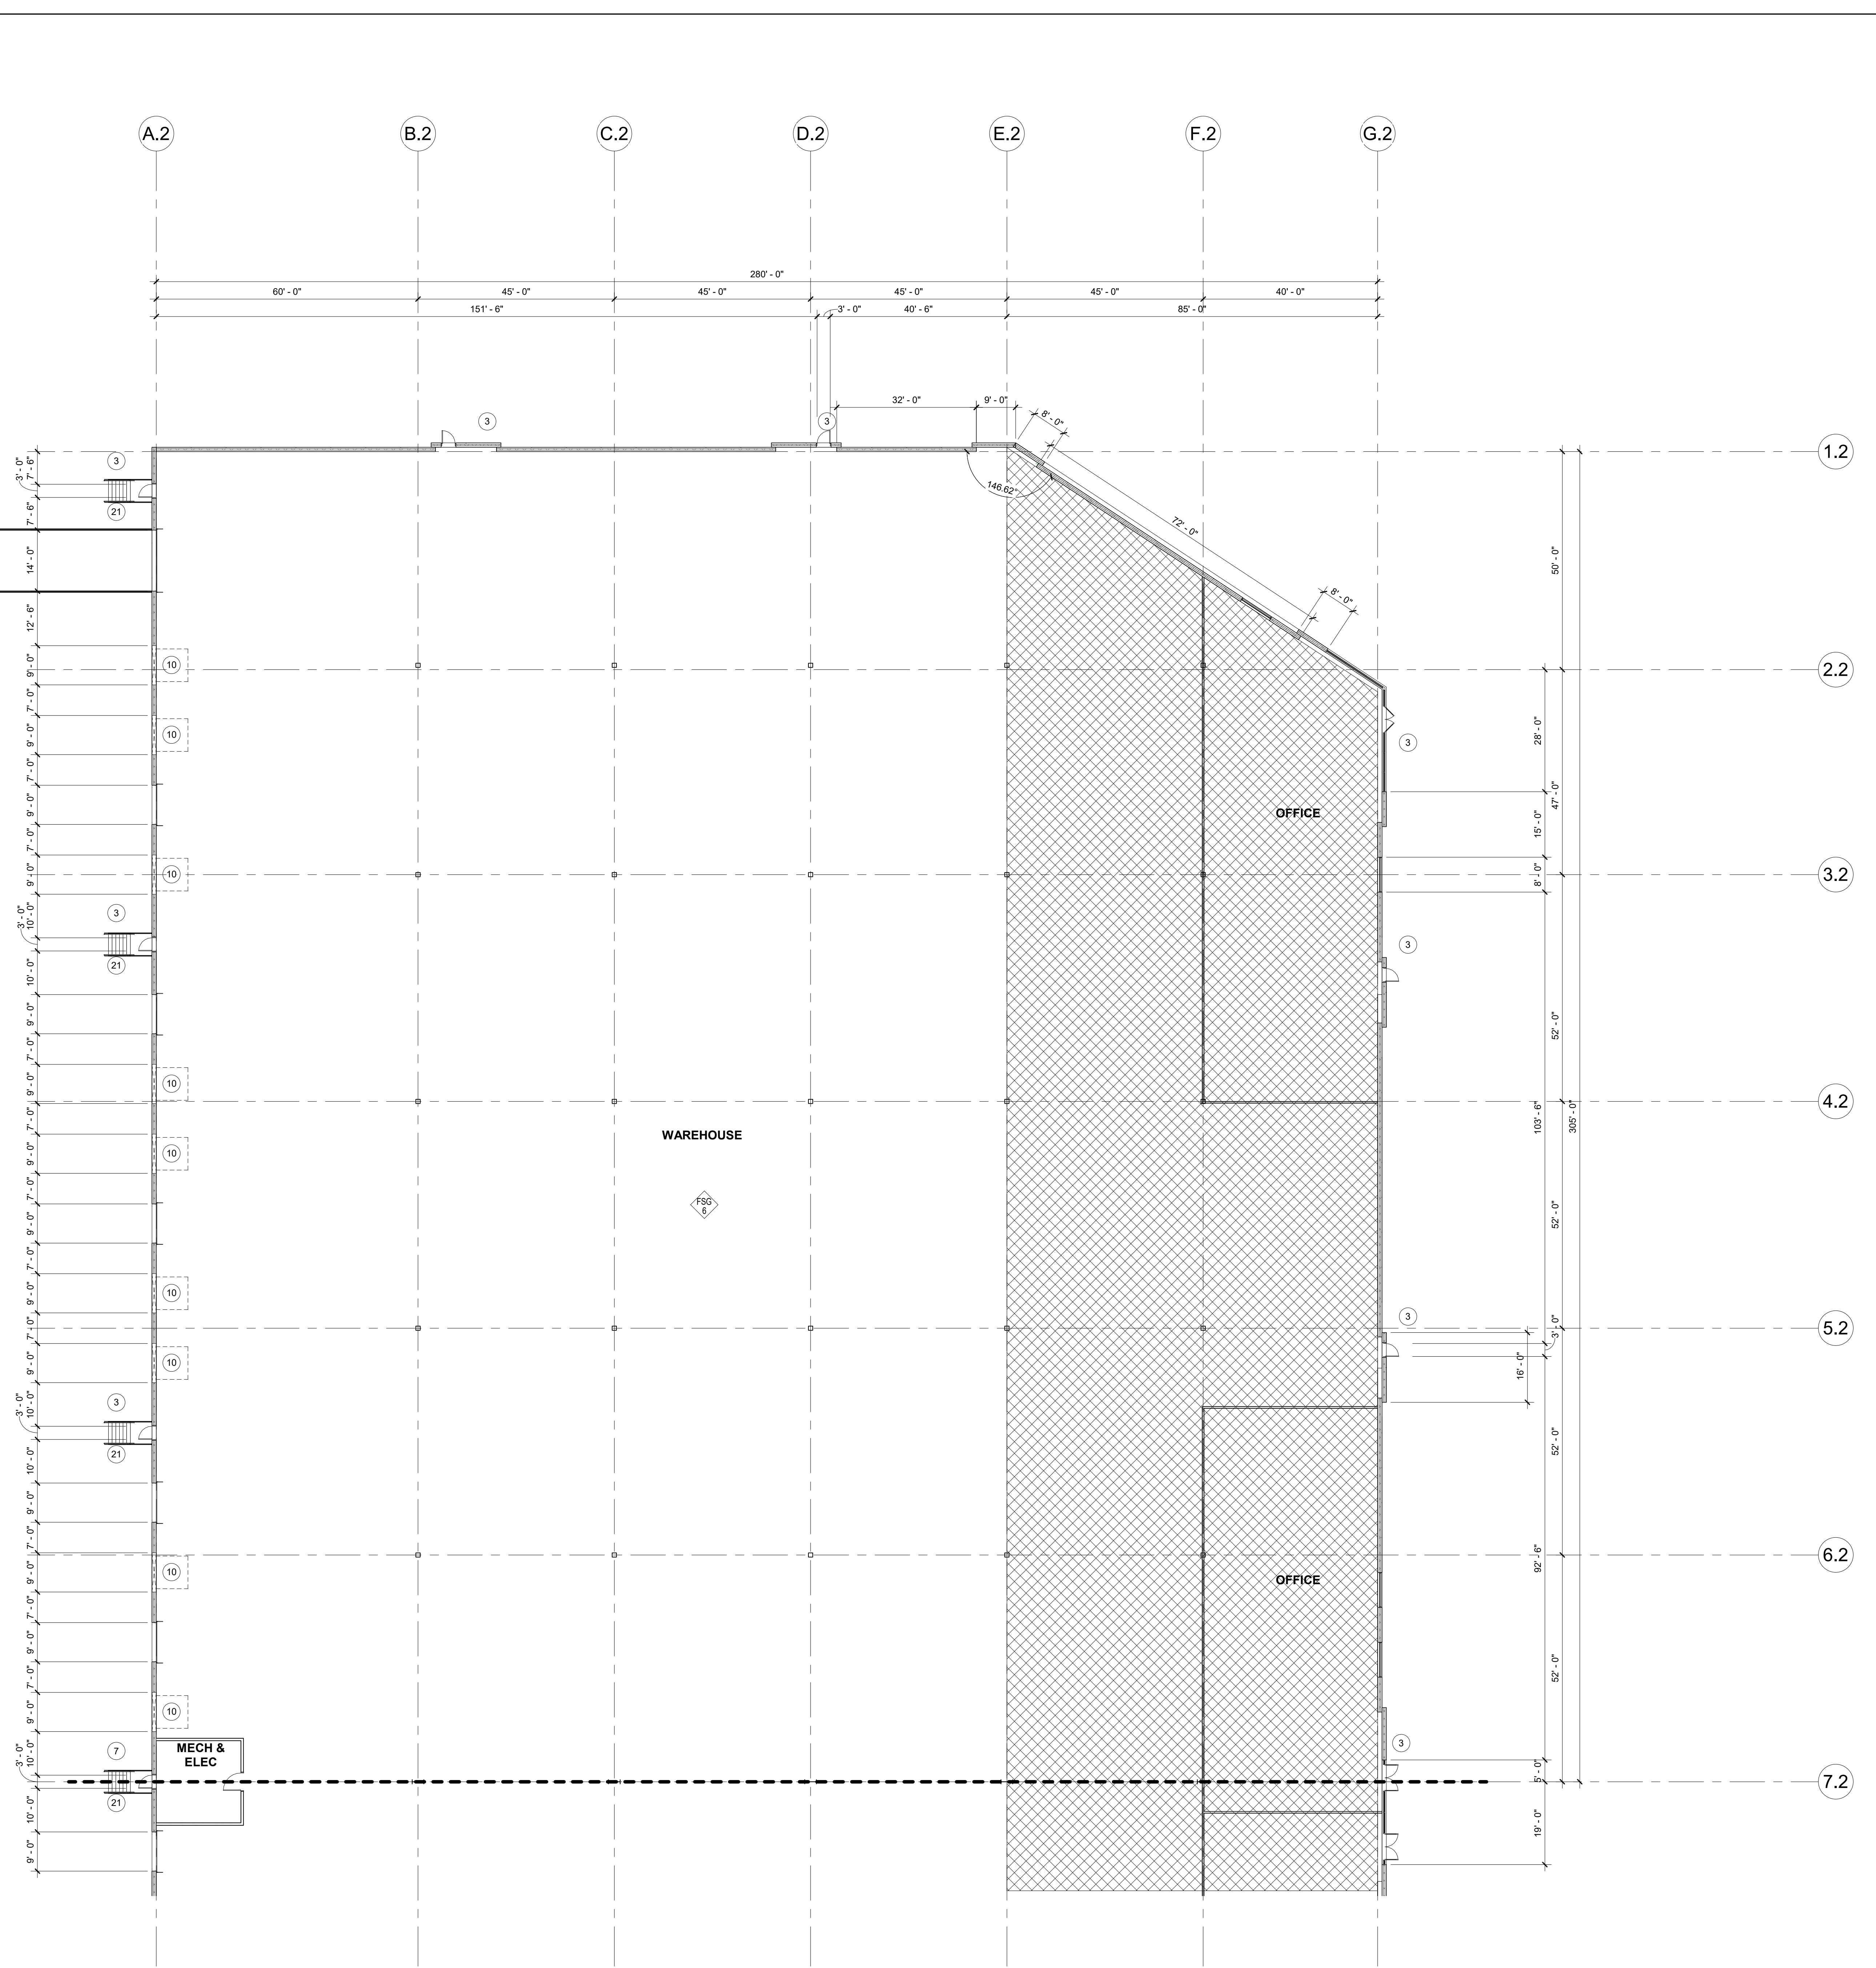 A.2 B.2 C.2 D.2 E.2 F.2 G.2
280' - 0"
60' - 0" 45' - 0" 45' - 0" 45' - 0" 45' - 0" 40' - 0"
151' - 6" 3' - 0" 40' - 6" 85' - 0"
32' - 0" 9' - 0" 8' - 0"
3 3
146.62°
72' - 0"
8' - 0"
1.2
2.2
3.2
4.2
5.2
6.2
7.2
3' - 0"
7' - 6"
7' - 6"
14' - 0"
12' - 6"
9' - 0"
7' - 0"
9' - 0"
7' - 0"
9' - 0"
7' - 0"
9' - 0"
3' - 0"
10' - 0"
10' - 0"
9' - 0"
7' - 0"
9' - 0"
7' - 0"
9' - 0"
7' - 0"
9' - 0"
7' - 0"
9' - 0"
7' - 0"
9' - 0"
3' - 0"
10' - 0"
10' - 0"
9' - 0"
7' - 0"
9' - 0"
7' - 0"
9' - 0"
7' - 0"
9' - 0"
3' - 0"
10' - 0"
10' - 0"
9' - 0"
3
21
10
10
10
3
21
10
10
10
10
3
21
10
10
7
21
MECH &
ELEC
WAREHOUSE
FSG
6
OFFICE
OFFICE
3
3
3
3
28' - 0"
15' - 0"
8' - 0"
103' - 6"
3' - 0"
16' - 0"
92' - 6"
5' - 0"
19' - 0"
50' - 0"
47' - 0"
52' - 0"
52' - 0"
52' - 0"
52' - 0"
305' - 0"